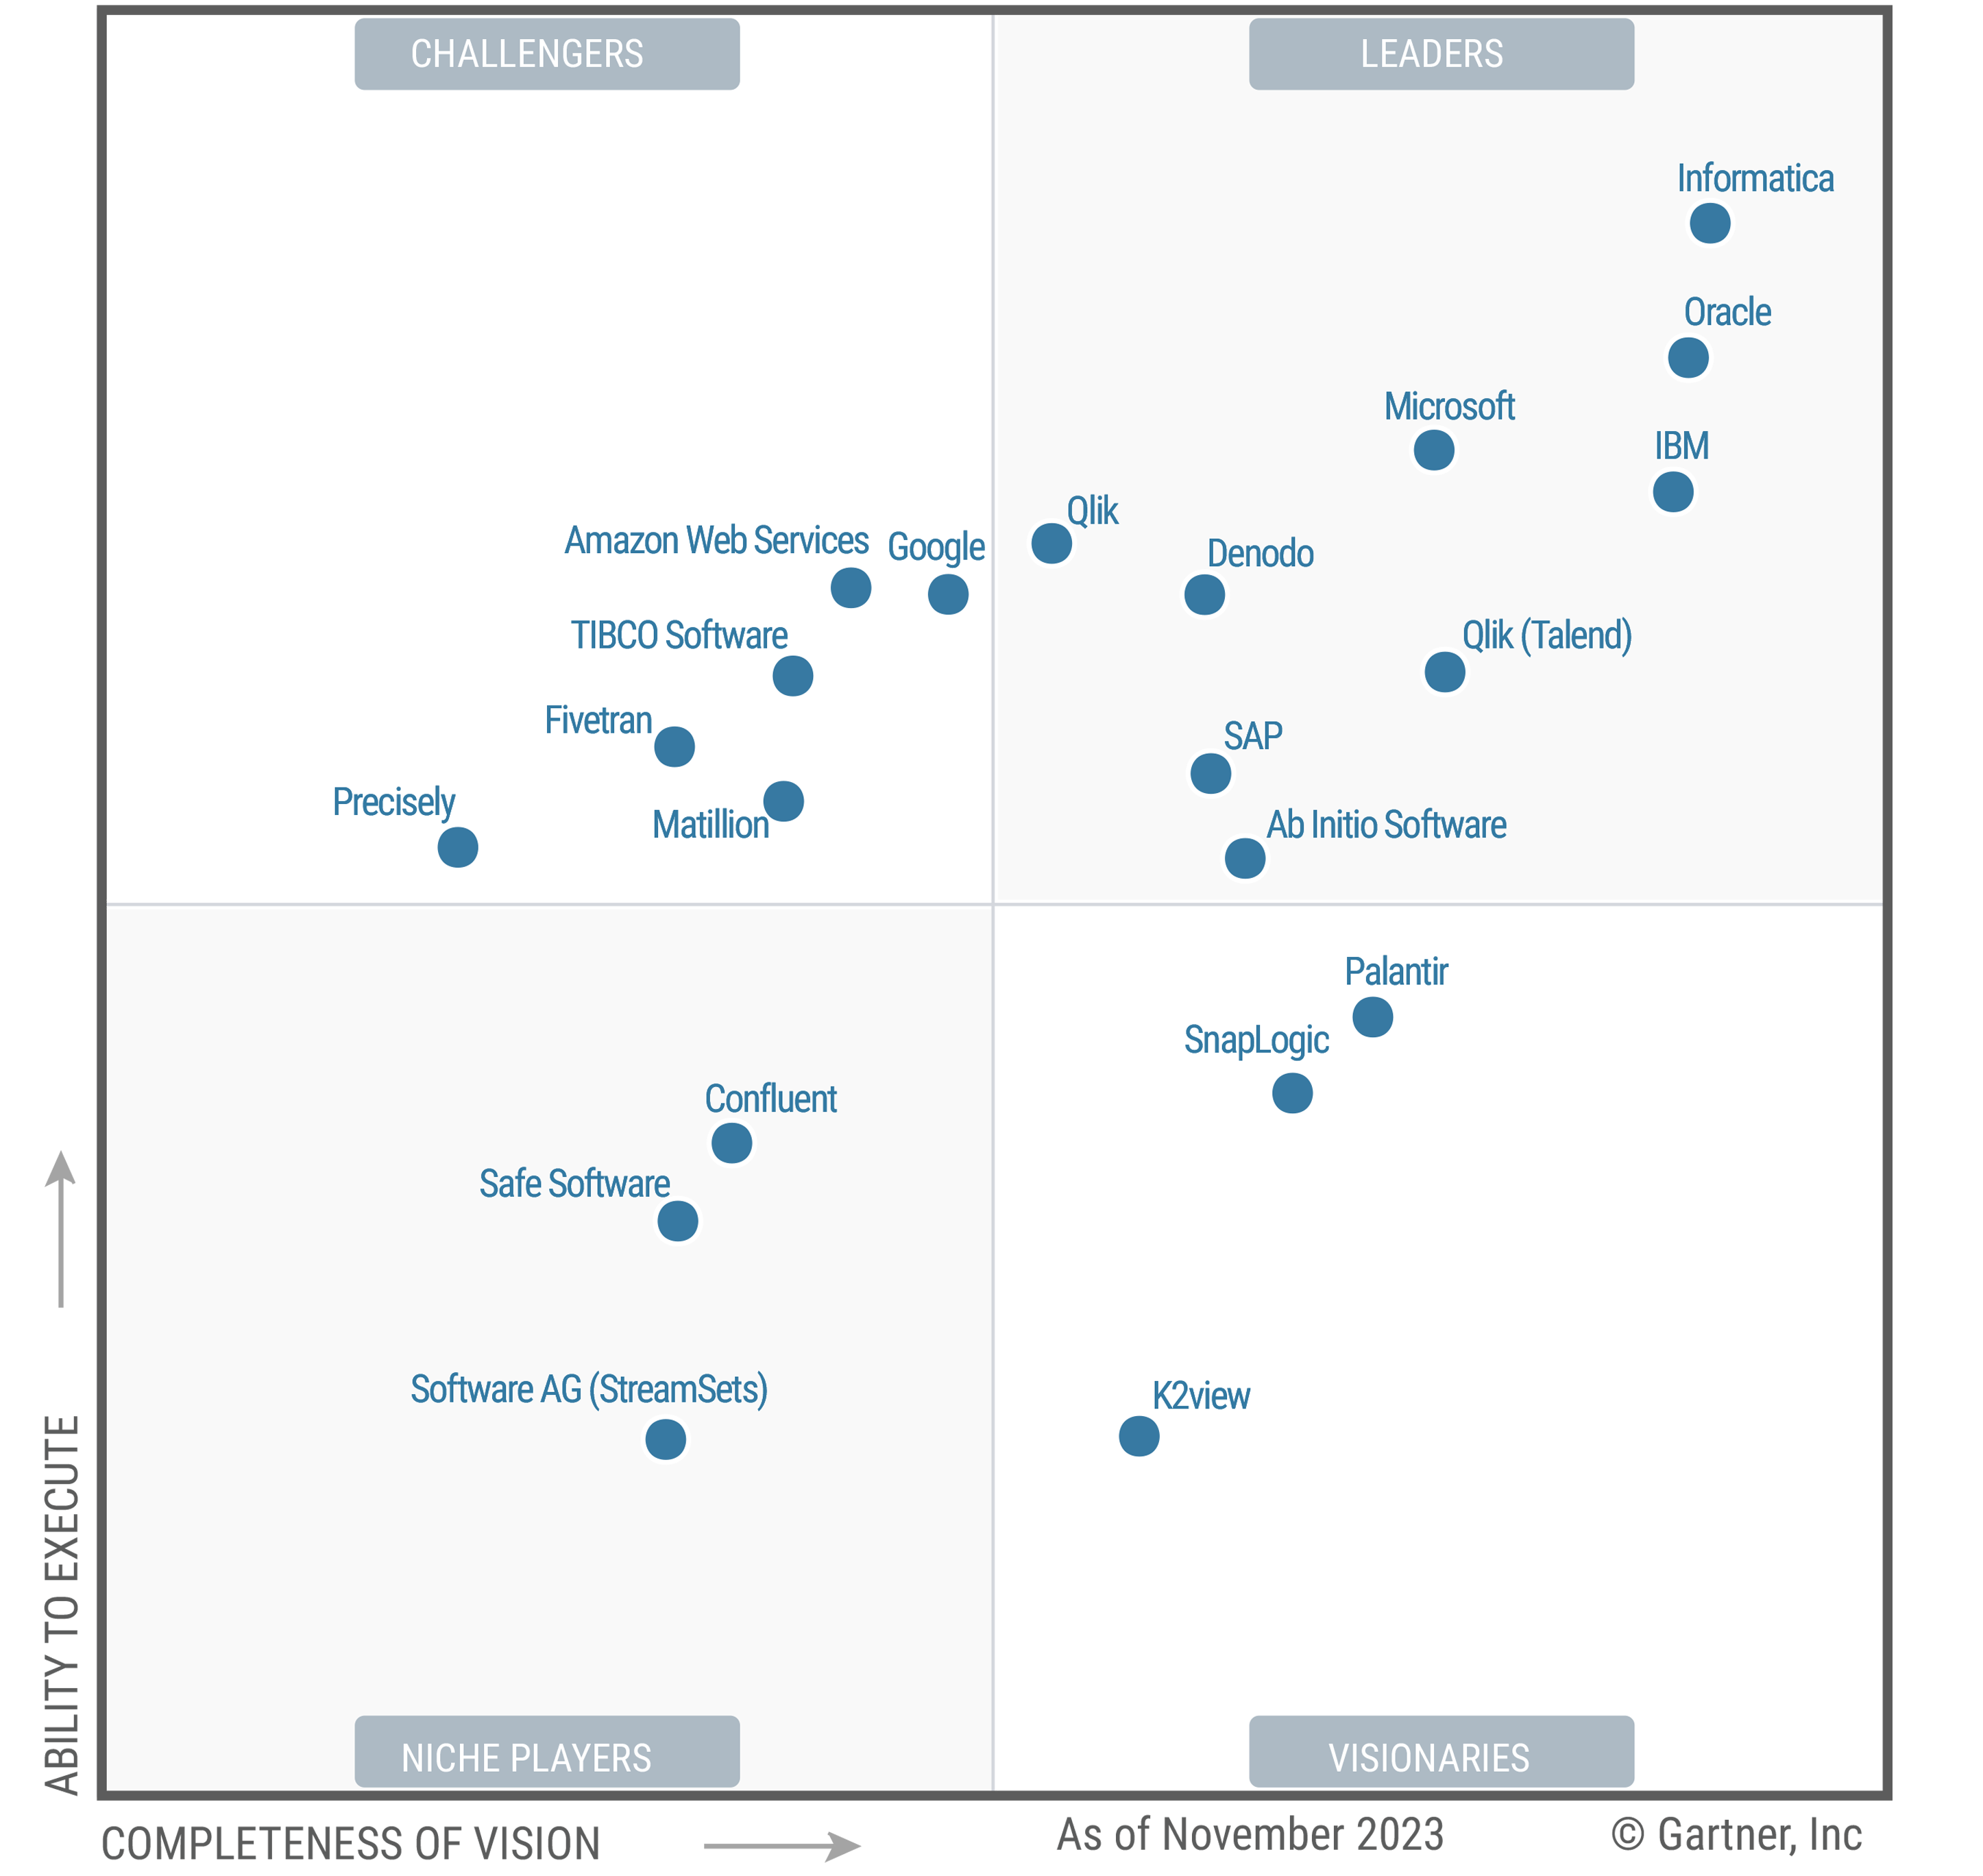 CHALLENGERS
LEADERS
Informatica
Oracle
Microsoft
IBM
Qlik
Amazon Web Services
Google
Denodo
TIBCO Software
Qlik (Talend)
Fivetran
SAP
Precisely
Matillion
Ab Initio Software
Palantir
SnapLogic
Confluent
Safe Software
Software AG (StreamSets)
K2view
NICHE PLAYERS
VISIONARIES
ABILITY TO EXECUTE
COMPLETENESS OF VISION
As of November 2023
© Gartner, Inc